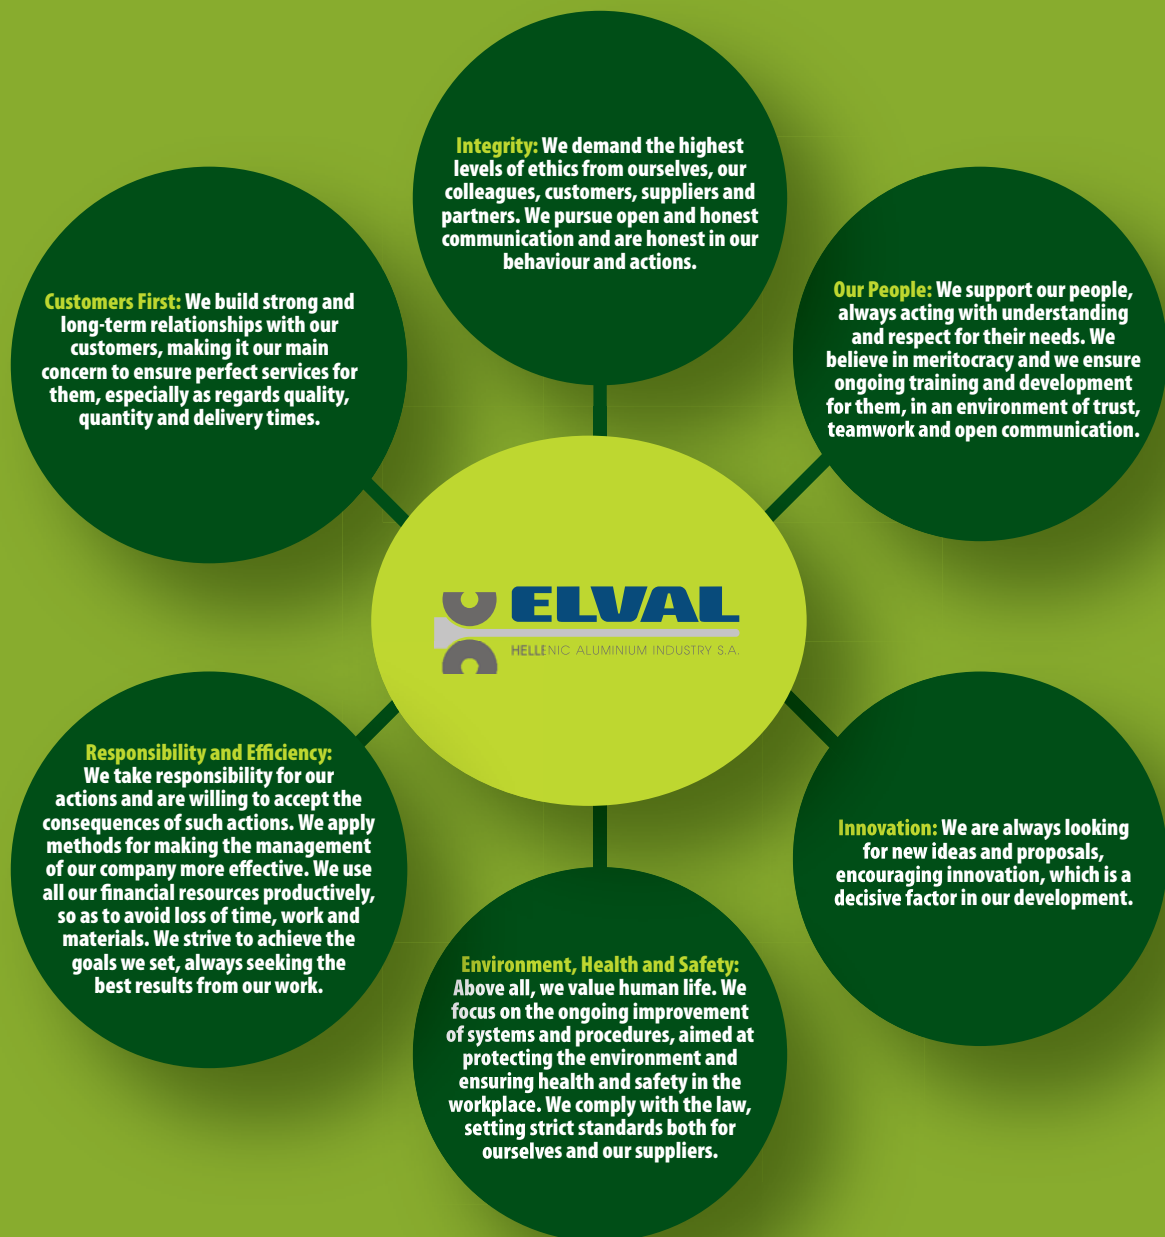 Integrity: We demand the highest
levels of ethics from ourselves, our
colleagues, customers, suppliers and
partners. We pursue open and honest
communication and are honest in our
behaviour and actions.
Customers First: We build strong and
long-term relationships with our
customers, making it our main
concern to ensure perfect services for
them, especially as regards quality,
quantity and delivery times.
Our People: We support our people,
always acting with understanding
and respect for their needs. We
believe in meritocracy and we ensure
ongoing training and development
for them, in an environment of trust,
teamwork and open communication.
ELVAL
HELLENIC ALUMINIUM INDUSTRY S.A.
Responsibility and Efficiency:
We take responsibility for our
actions and are willing to accept the
consequences of such actions. We apply
methods for making the management
of our company more effective. We use
all our financial resources productively,
so as to avoid loss of time, work and
materials. We strive to achieve the
goals we set, always seeking the
best results from our work.
Innovation: We are always looking
for new ideas and proposals,
encouraging innovation, which is a
decisive factor in our development.
Environment, Health and Safety:
Above all, we value human life. We
focus on the ongoing improvement
of systems and procedures, aimed at
protecting the environment and
ensuring health and safety in the
workplace. We comply with the law,
setting strict standards both for
ourselves and our suppliers.